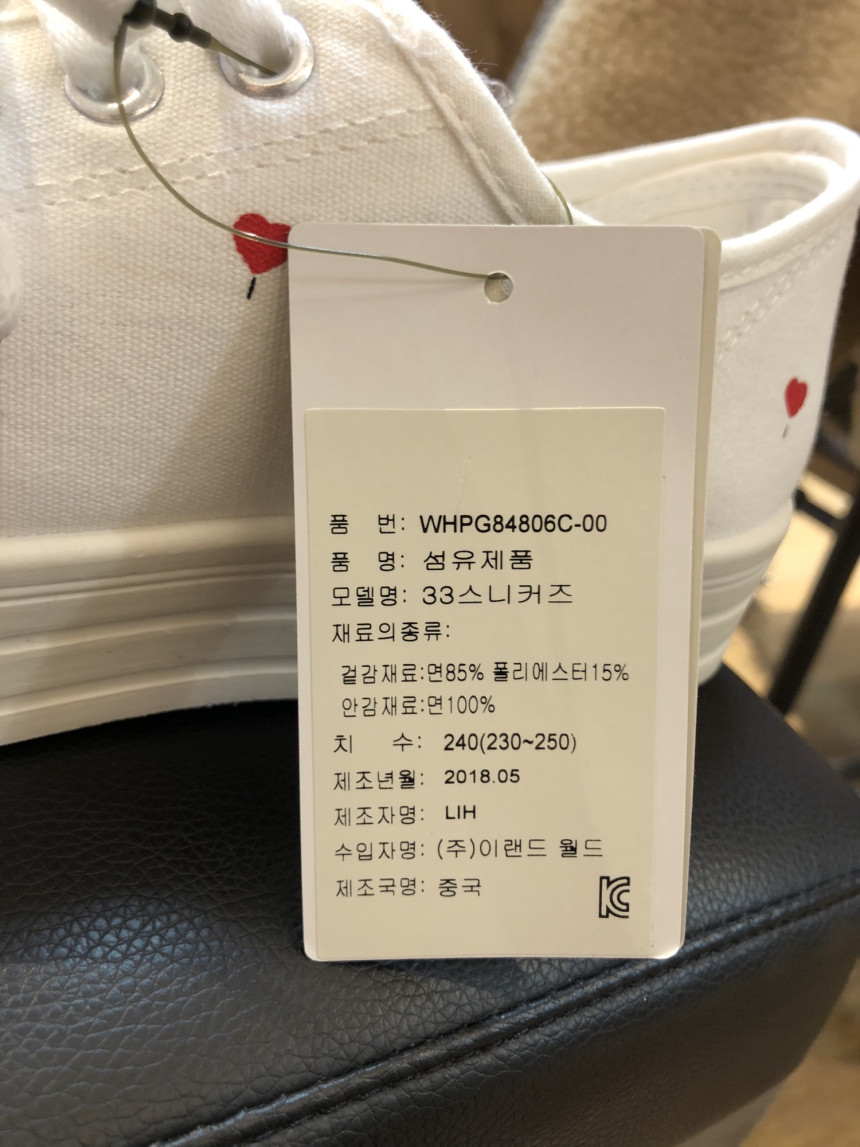 품 번: WHPG84806C-00
품 명: 섬유제품
모델명: 33스니커즈
재료의종류:
겉감재료:면85% 폴리에스터15%
안감재료:면100%
치 수: 240(230~250)
제조년월: 2018.05
제조자명: LIH
수입자명: (주)이랜드 월드
제조국명: 중국
KC